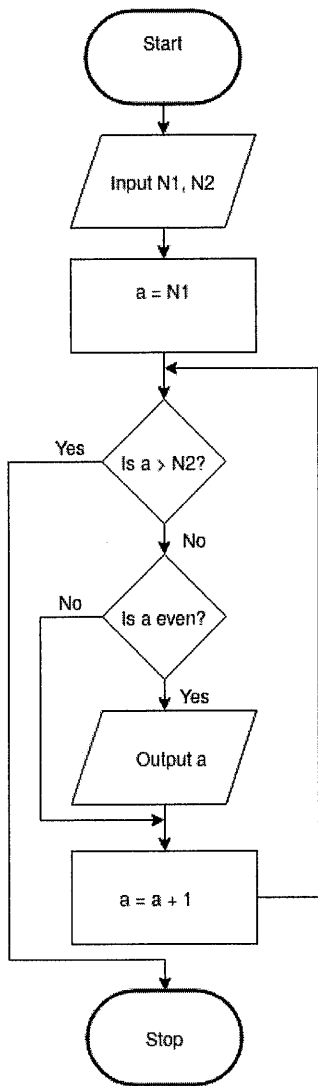 Start
Input N1, N2
a = N1
Yes
Is a > N2?
No
No
Is a even?
Yes
Output a
a = a + 1
Stop